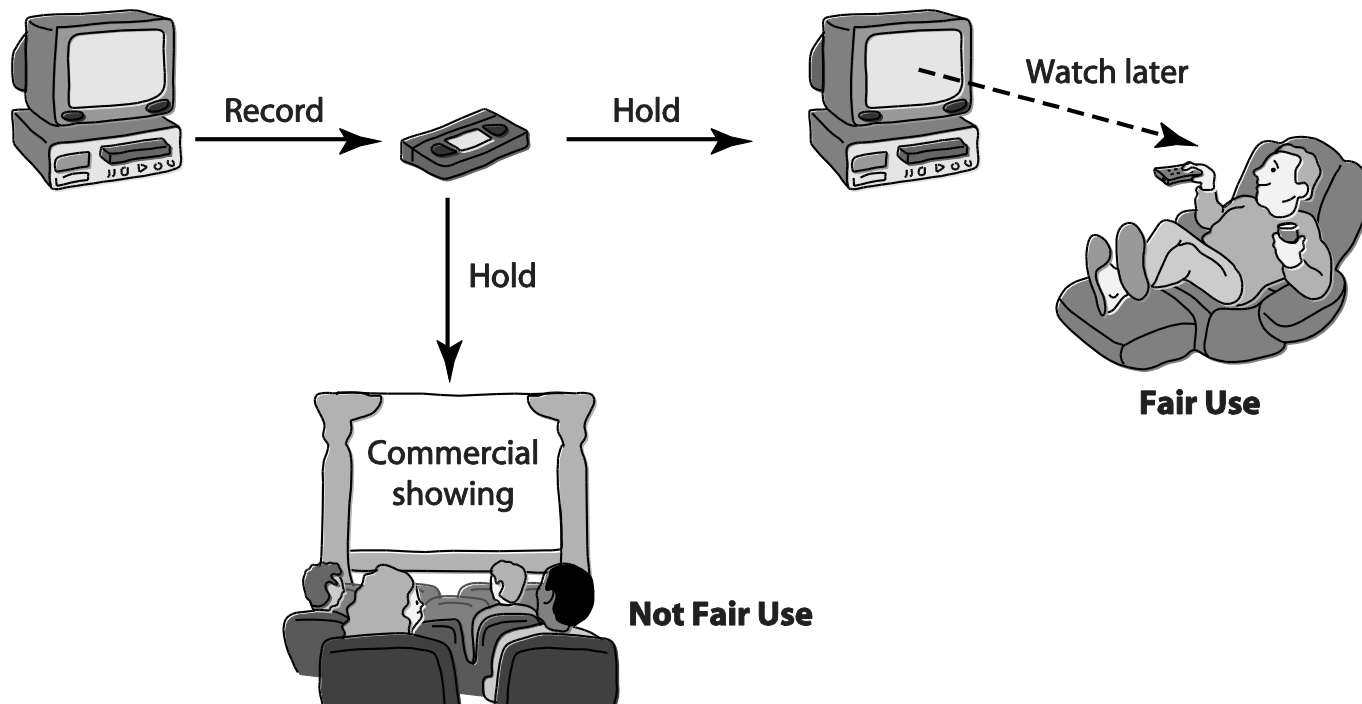 Record
Hold
Watch later
Hold
Fair Use
Commercial
showing
Not Fair Use